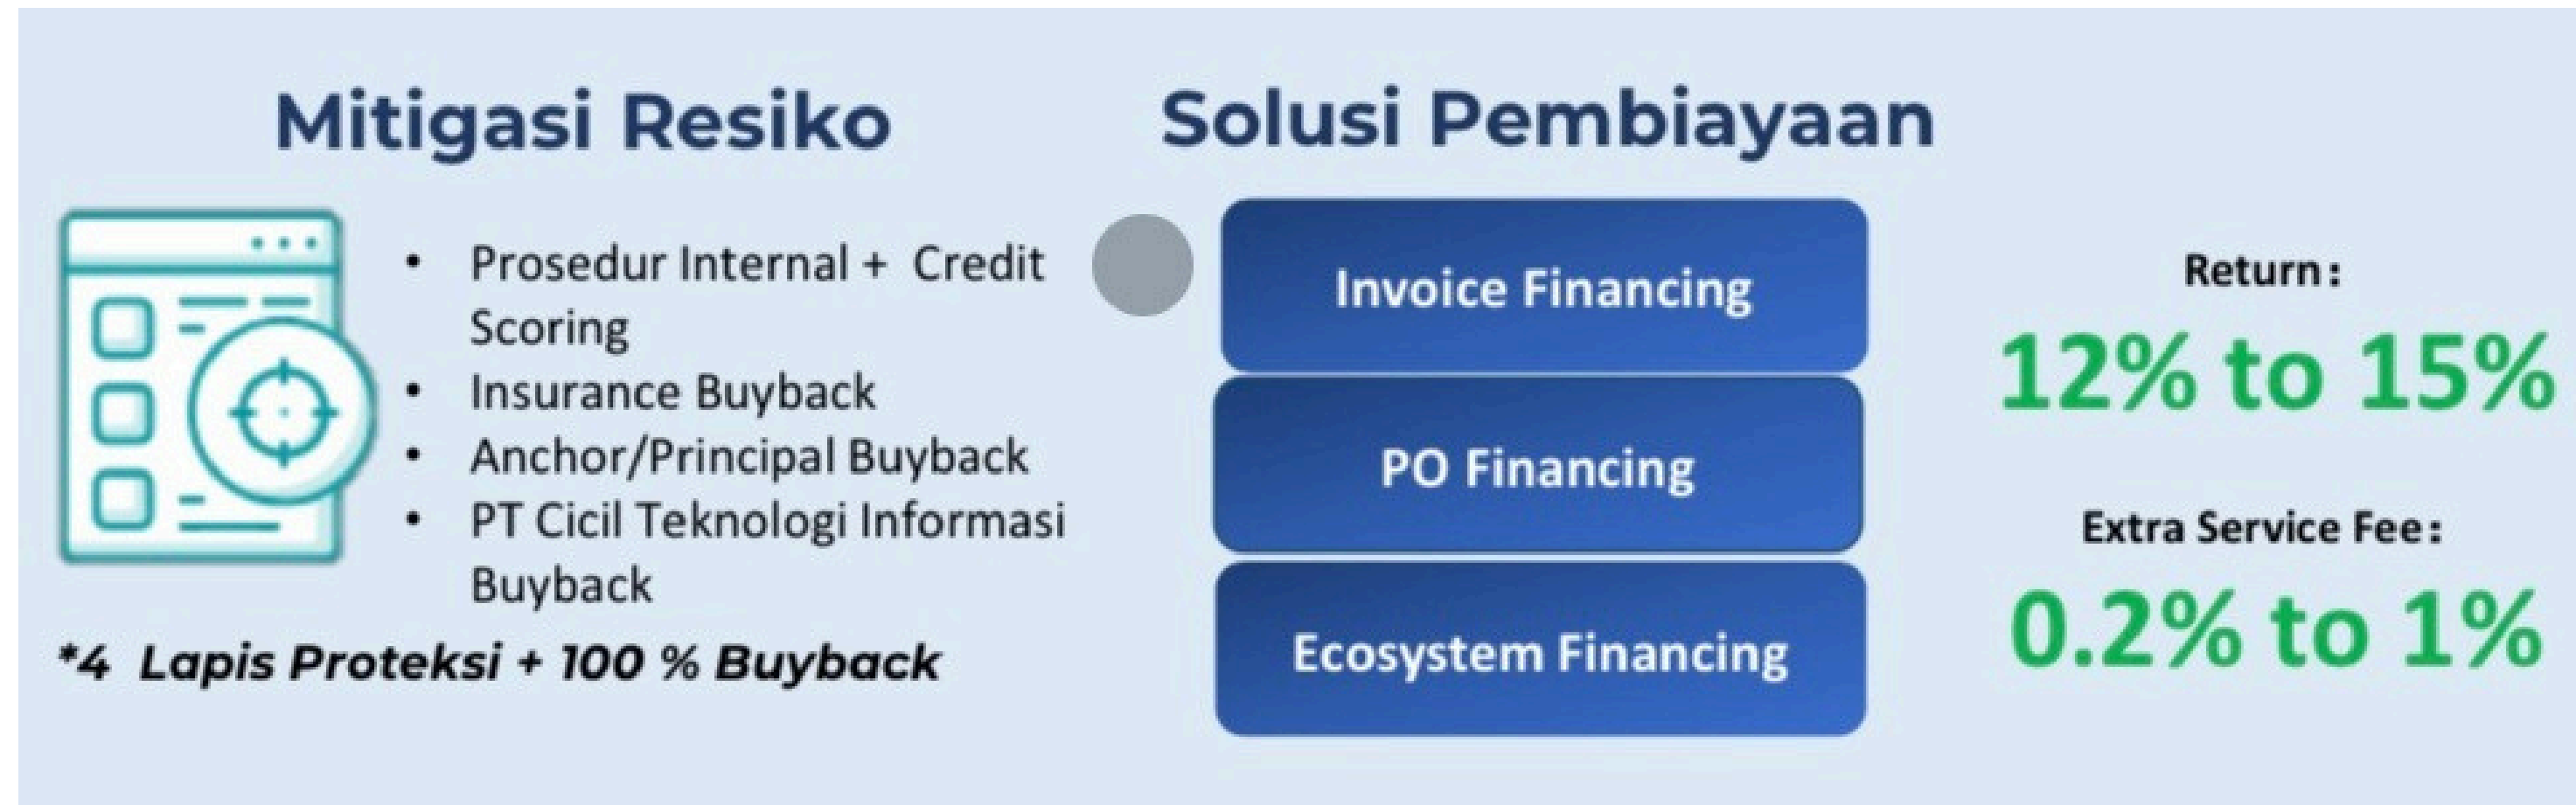 Mitigasi Resiko
• Prosedur Internal + Credit
Scoring
• Insurance Buyback
• Anchor/Principal Buyback
• PT Cicil Teknologi Informasi
Buyback
*4 Lapis Proteksi + 100 % Buyback
Solusi Pembiayaan
Invoice Financing
PO Financing
Ecosystem Financing
Return:
12% to 15%
Extra Service Fee:
0.2% to 1%